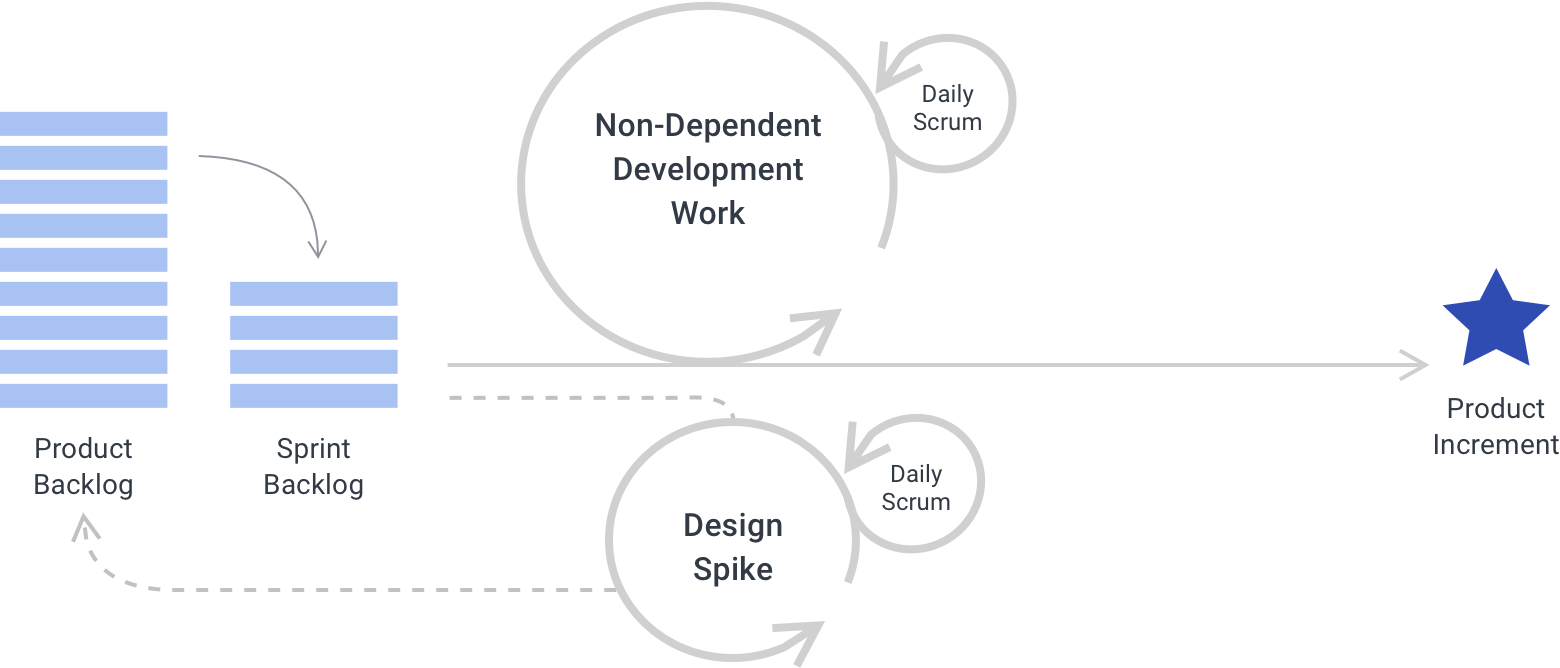 Non-Dependent
Development
Work
Daily
Scrum
Product
Backlog
Sprint
Backlog
Product
Increment
Daily
Scrum
Design
Spike